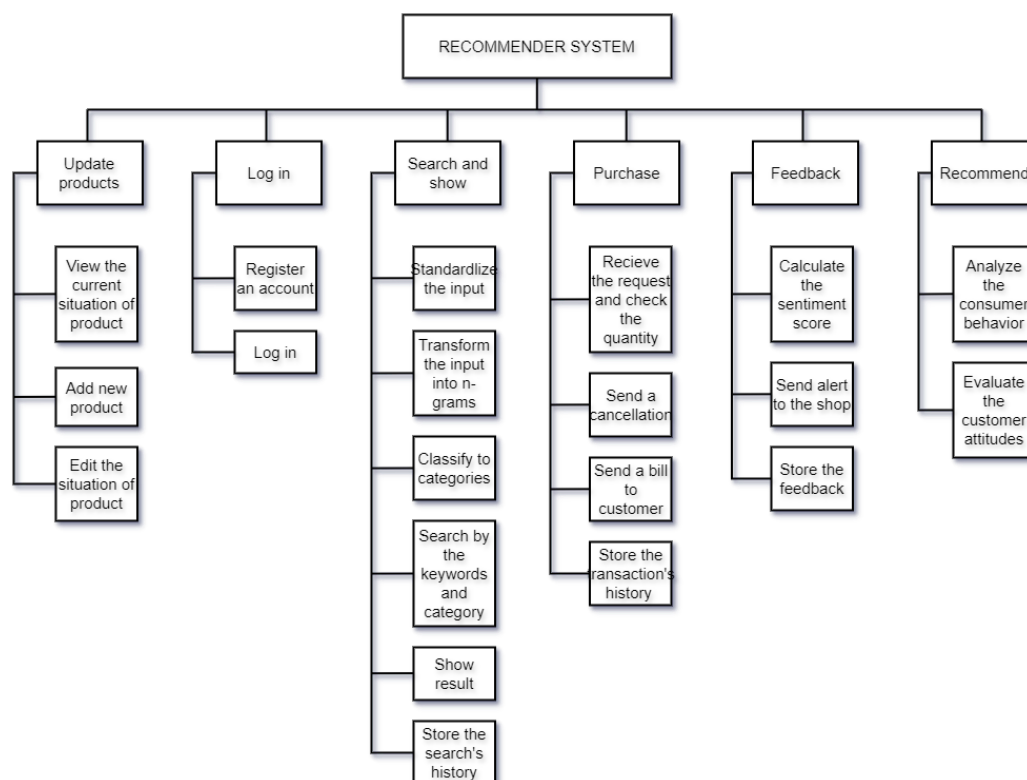 RECOMMENDER SYSTEM
Update
products
Log in
Search and
show
Purchase
Feedback
Recommend
View the
current
situation of
product
Add new
product
Edit the
situation of
product
Register
an account
Log in
Standardlize
the input
Transform
the input
into n-
grams
Classify to
categories
Search by
the
keywords
and
category
Show
result
Store the
search's
history
Recieve
the request
and check
the
quantity
Send a
cancellation
Send a bill
to
customer
Store the
transaction's
history
Calculate
the
sentiment
score
Send alert
to the shop
Store the
feedback
Analyze
the
consumer
behavior
Evaluate
the
customer
attitudes